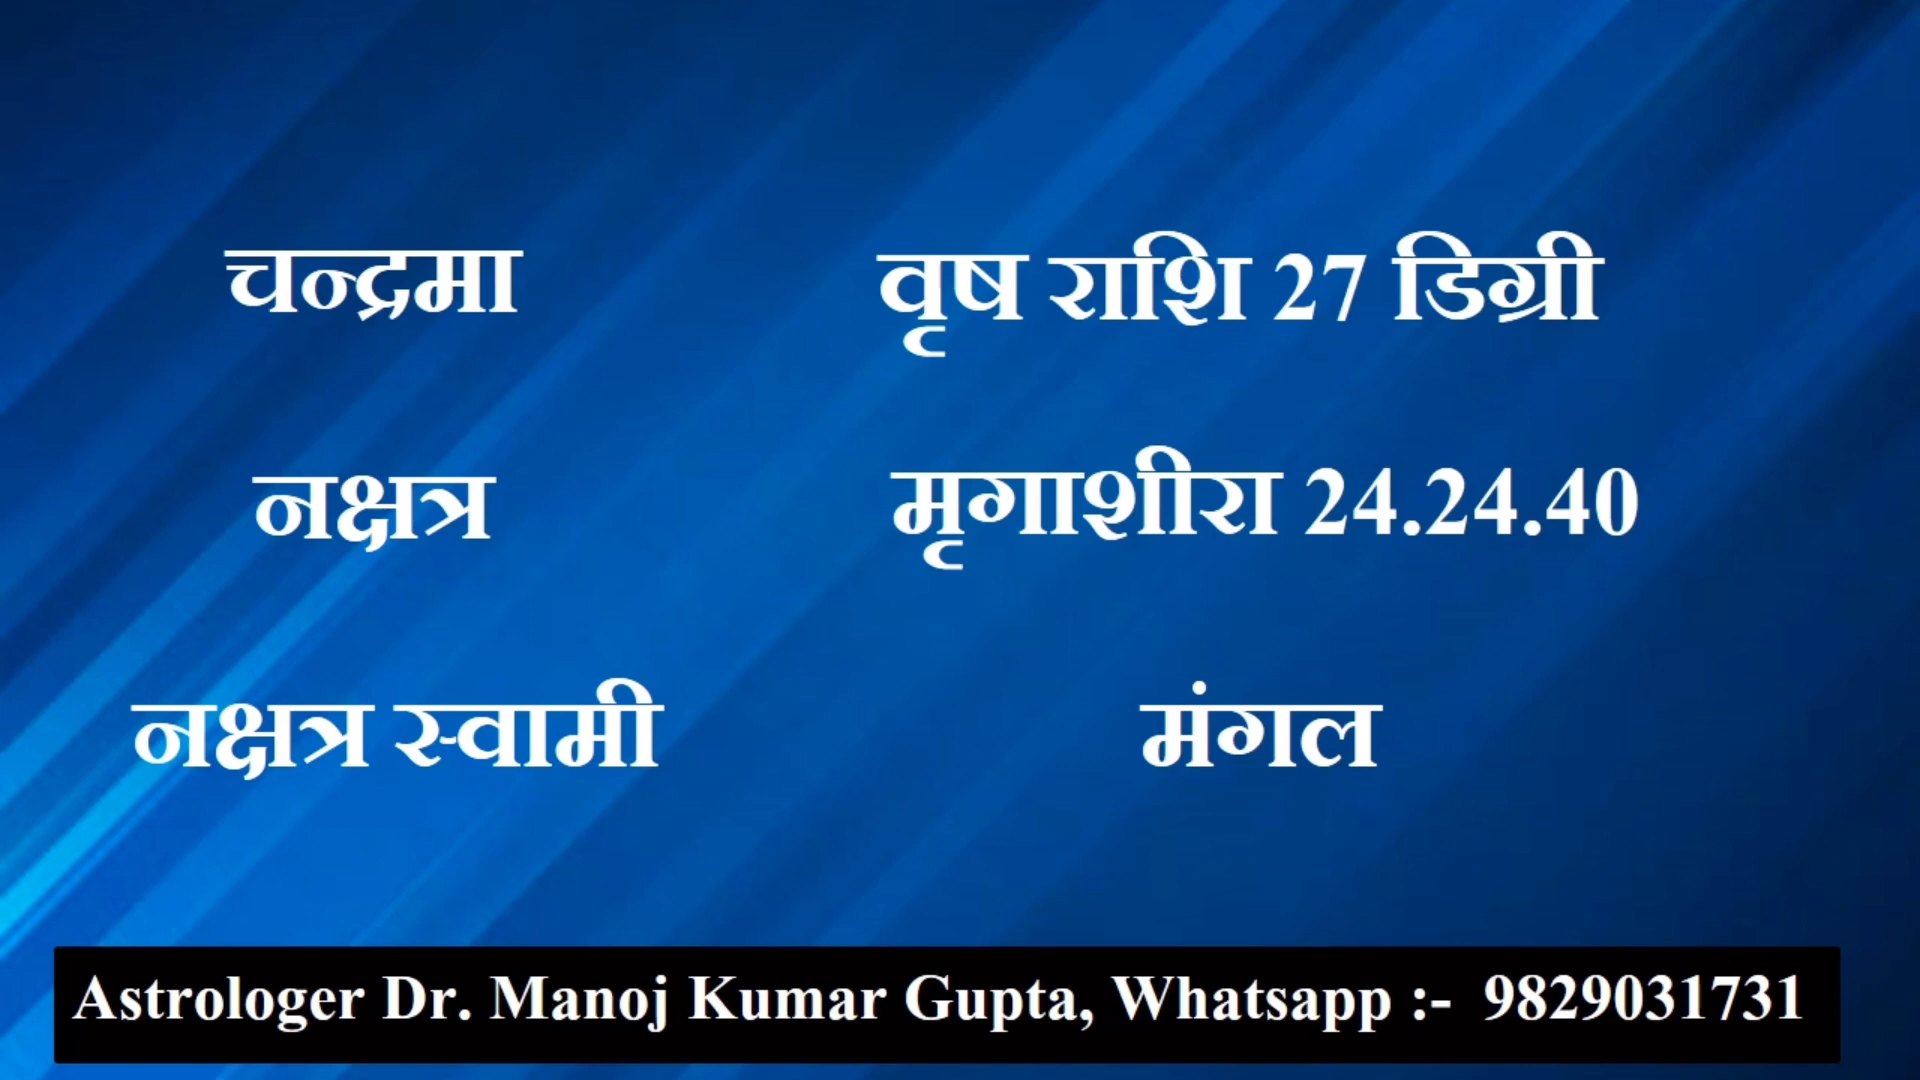 चन्द्रमा वृष राशि 27 डिग्री
नक्षत्र मृगाशीरा 24.24.40
नक्षत्र स्वामी मंगल
Astrologer Dr. Manoj Kumar Gupta, Whatsapp :- 9829031731